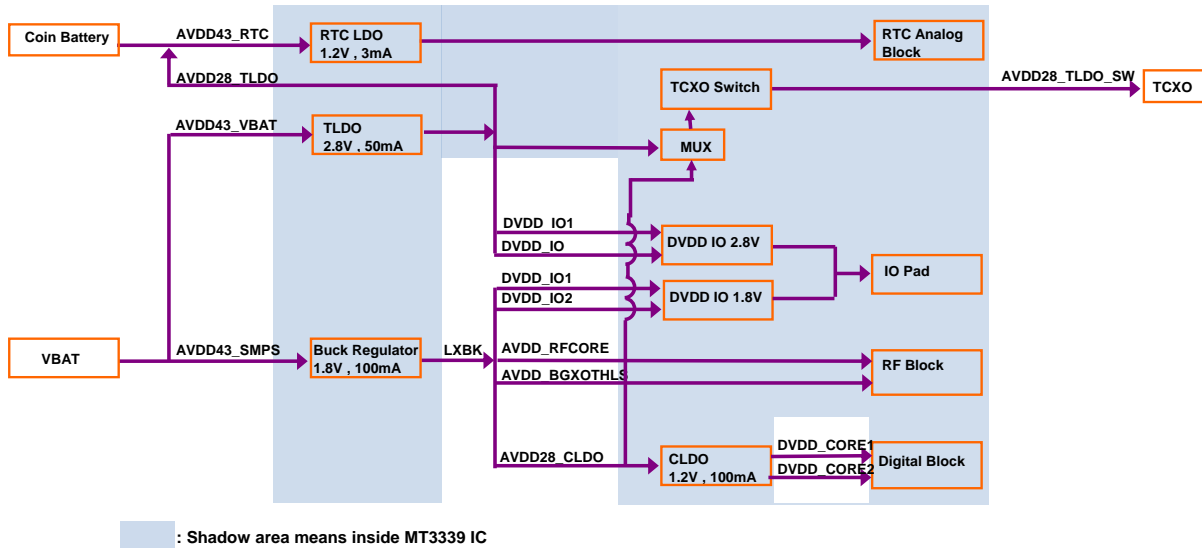 Coin Battery
AVDD43_RTC
RTC LDO
1.2V , 3mA
RTC Analog
Block
AVDD28_TLDO
TCXO Switch
AVDD28_TLDO_SW
TCXO
AVDD43_VBAT
TLDO
2.8V , 50mA
MUX
DVDD_IO1
DVDD_IO
DVDD IO 2.8V
IO Pad
DVDD_IO1
DVDD_IO2
DVDD IO 1.8V
VBAT
AVDD43_SMPS
Buck Regulator
1.8V , 100mA
LXBK
AVDD_RFCORE
AVDD_BGXOTHLS
RF Block
AVDD28_CLDO
CLDO
1.2V , 100mA
DVDD_CORE1
DVDD_CORE2
Digital Block
: Shadow area means inside MT3339 IC